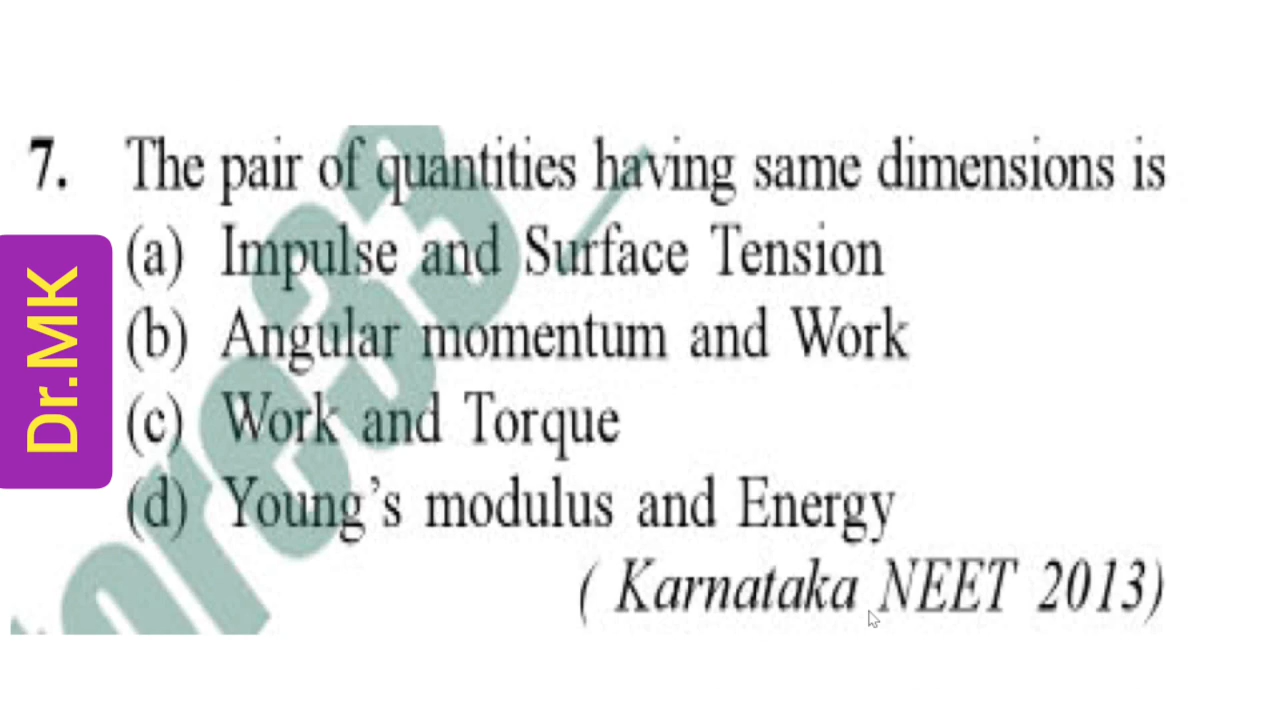 7. The pair of quantities having same dimensions is
(a) Impulse and Surface Tension
(b) Angular momentum and Work
(c) Work and Torque
(d) Young's modulus and Energy
( Karnataka NEET 2013)
Dr.MK